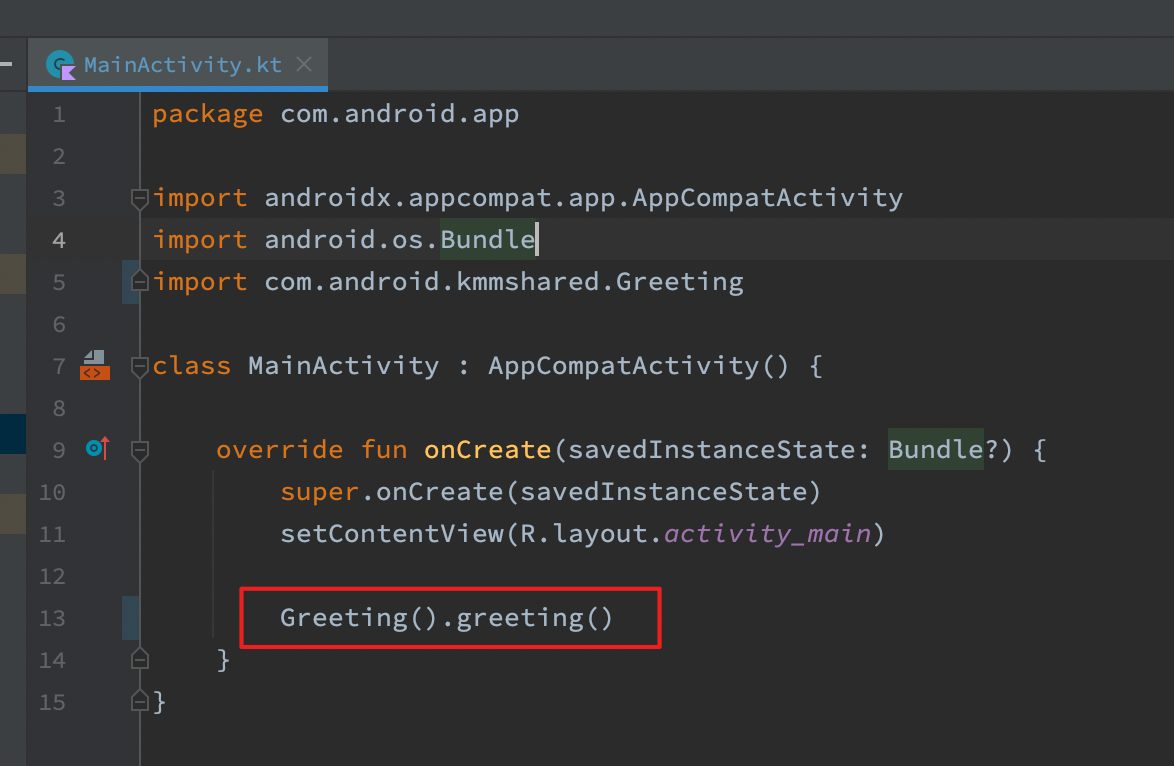 MainActivity.kt
1 package com.android.app
2
3 import androidx.appcompat.app.AppCompatActivity
4 import android.os.Bundle
5 import com.android.kmmshared.Greeting
6
7 class MainActivity : AppCompatActivity() {
8
9     override fun onCreate(savedInstanceState: Bundle?) {
10         super.onCreate(savedInstanceState)
11         setContentView(R.layout.activity_main)
12
13         Greeting().greeting()
14     }
15 }